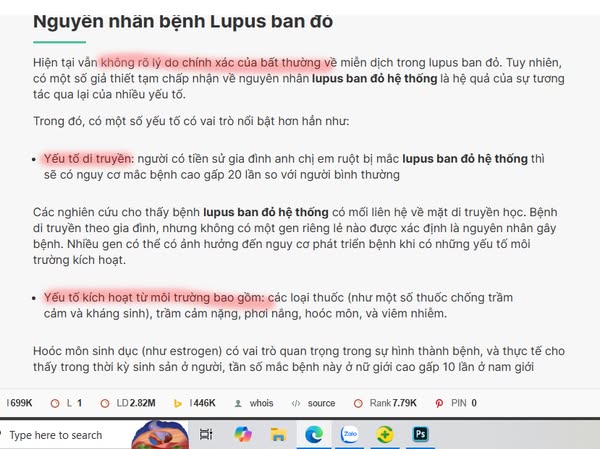 Nguyên nhân bệnh Lupus ban đỏ
Hiện tại vẫn không rõ lý do chính xác của bất thường về miễn dịch trong lupus ban đỏ. Tuy nhiên,
có một số giả thiết tạm chấp nhận về nguyên nhân lupus ban đỏ hệ thống là hệ quả của sự tương
tác qua lại của nhiều yếu tố.
Trong đó, có một số yếu tố có vai trò nổi bật hơn hẳn như:
• Yếu tố di truyền: người có tiền sử gia đình anh chị em ruột bị mắc lupus ban đỏ hệ thống thì
sẽ có nguy cơ mắc bệnh cao gấp 20 lần so với người bình thường
Các nghiên cứu cho thấy bệnh lupus ban đỏ hệ thống có mối liên hệ về mặt di truyền học. Bệnh
di truyền theo gia đình, nhưng không có một gen riêng lẻ nào được xác định là nguyên nhân gây
bệnh. Nhiều gen có thể có ảnh hưởng đến nguy cơ phát triển bệnh khi có những yếu tố môi
trường kích hoạt.
• Yếu tố kích hoạt từ môi trường bao gồm: các loại thuốc (như một số thuốc chống trầm
cảm và kháng sinh), trầm cảm nặng, phơi nắng, hoóc môn, và viêm nhiễm.
Hoóc môn sinh dục (như estrogen) có vai trò quan trọng trong sự hình thành bệnh, và thực tế cho
thấy trong thời kỳ sinh sản ở người, tần số mắc bệnh này ở nữ giới cao gấp 10 lần ở nam giới
I 699K L 1 LD 2.82M I 446K whois source Rank 7.79K PIN 0
Type here to search Zalo Ps